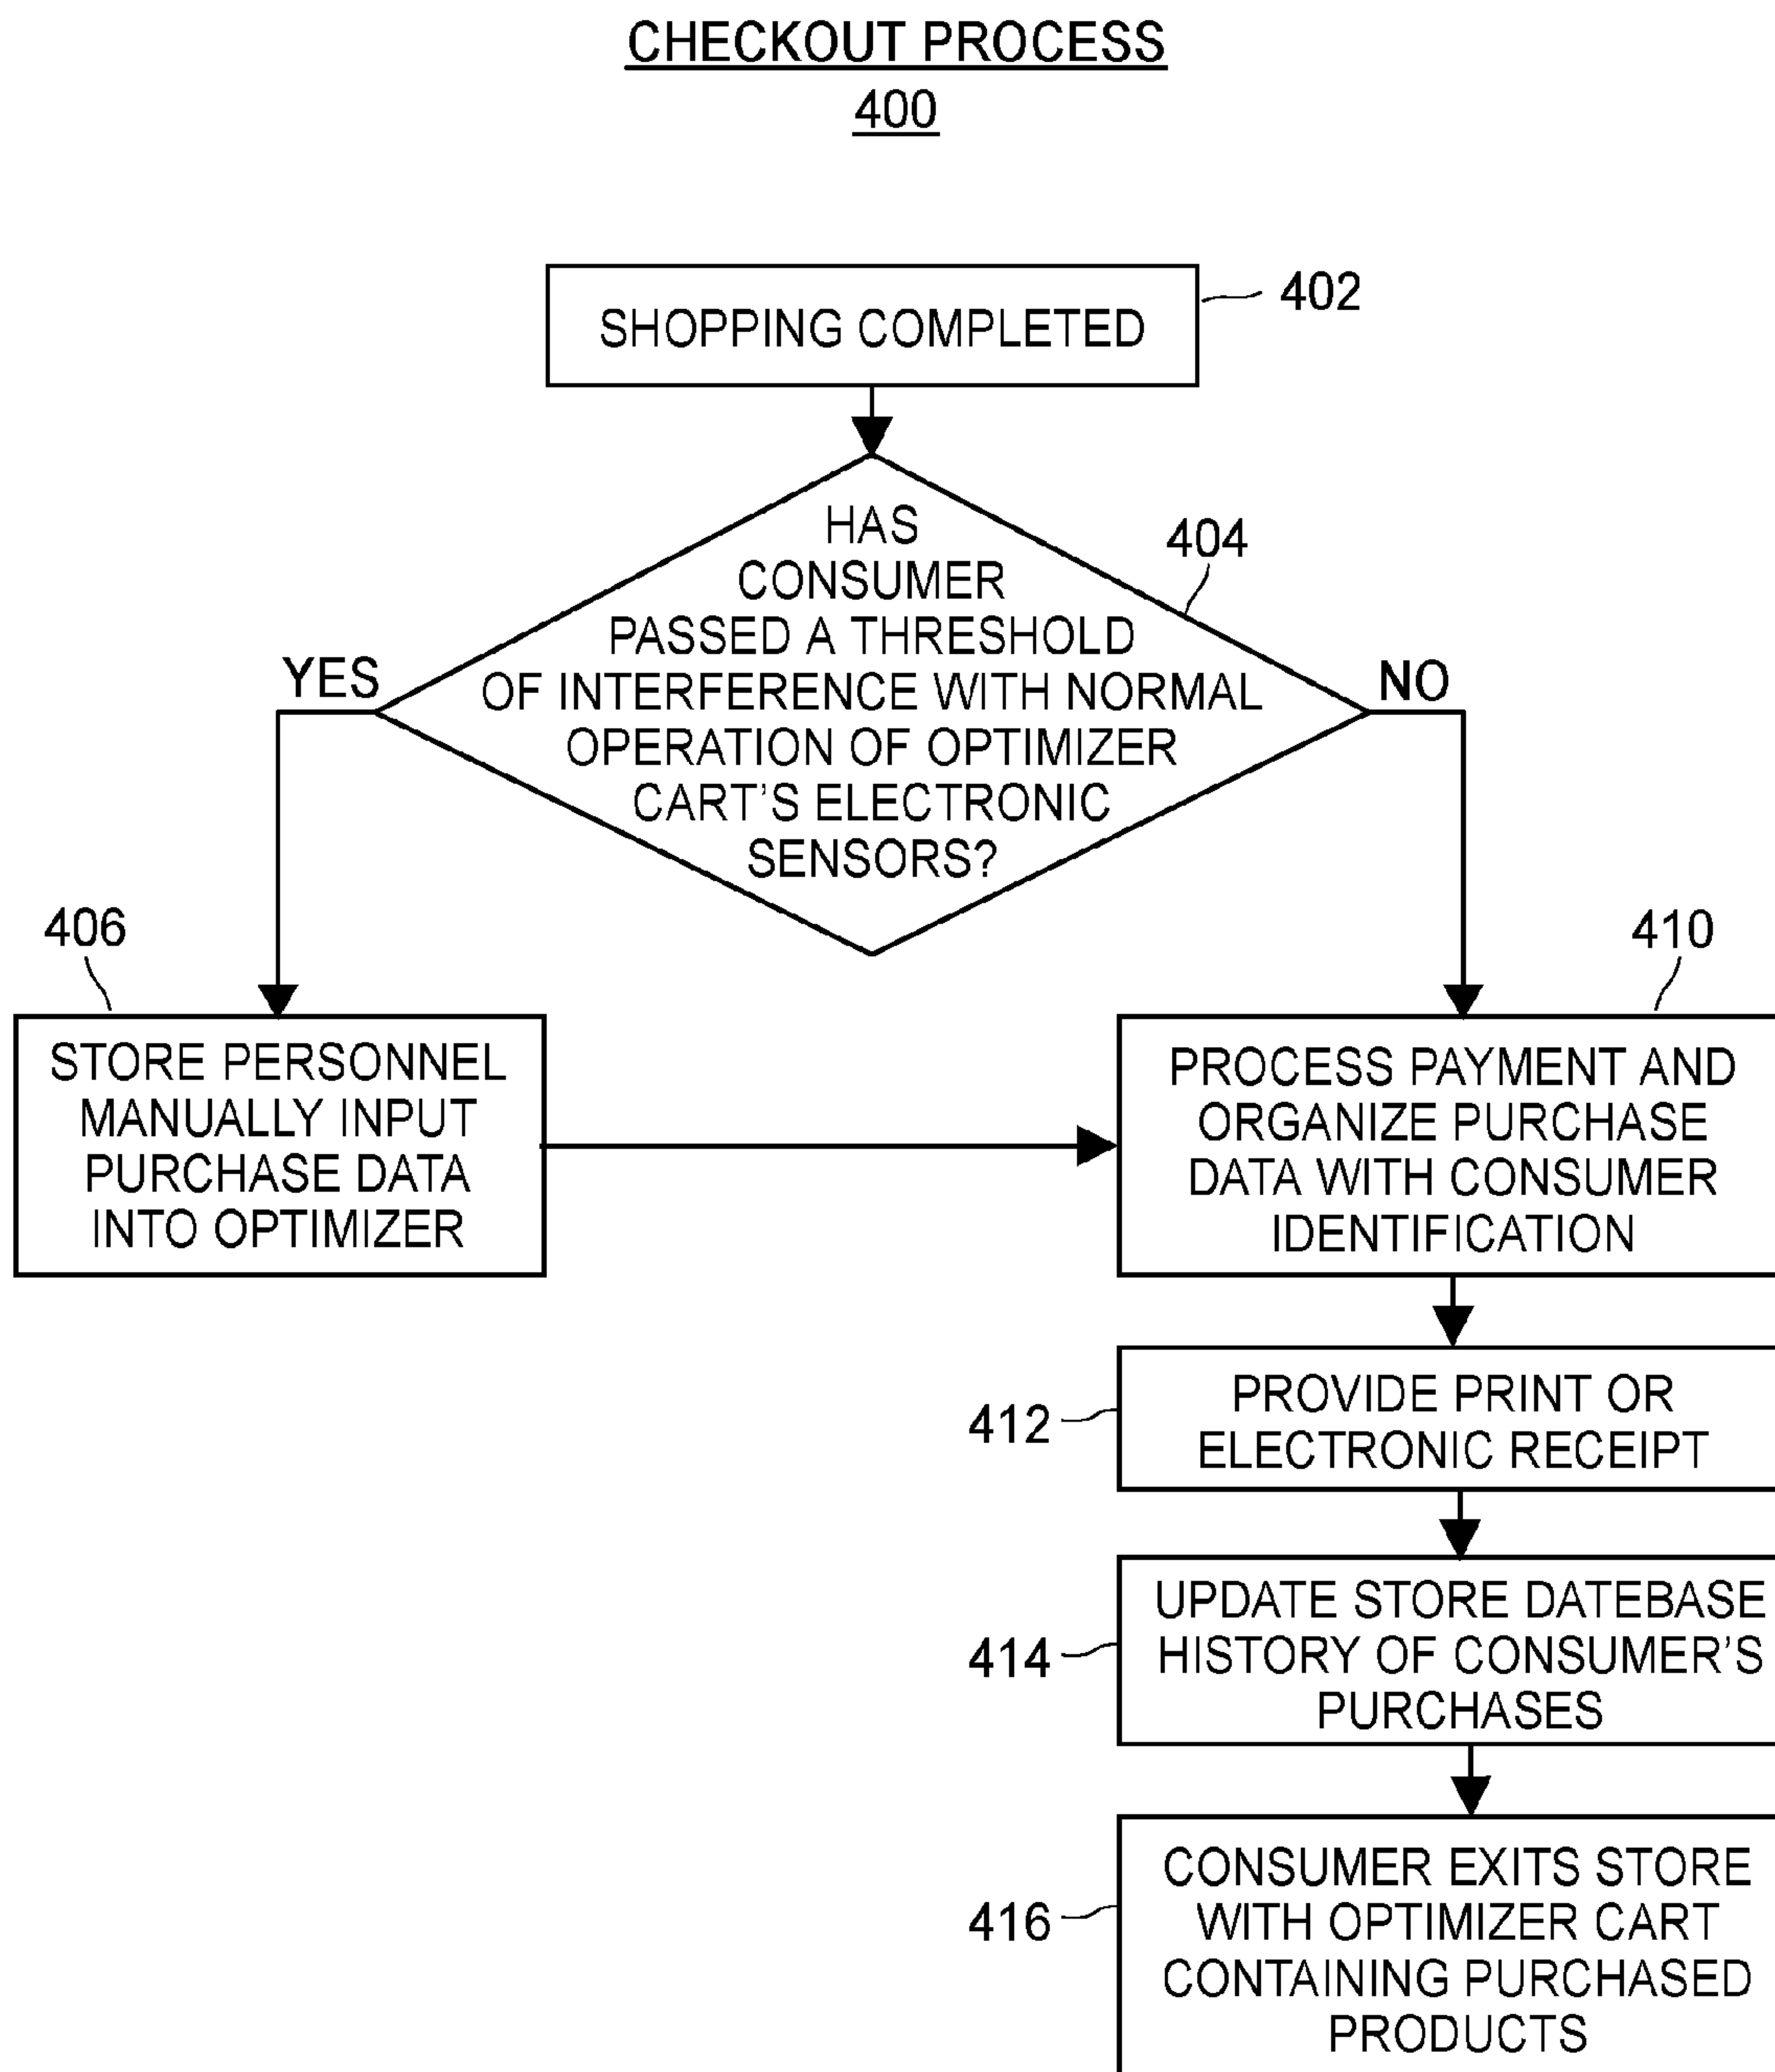 CHECKOUT PROCESS
400
SHOPPING COMPLETED
402
HAS
CONSUMER
PASSED A THRESHOLD
OF INTERFERENCE WITH NORMAL
OPERATION OF OPTIMIZER
CART'S ELECTRONIC
SENSORS?
404
YES
NO
406
STORE PERSONNEL
MANUALLY INPUT
PURCHASE DATA
INTO OPTIMIZER
410
PROCESS PAYMENT AND
ORGANIZE PURCHASE
DATA WITH CONSUMER
IDENTIFICATION
412
PROVIDE PRINT OR
ELECTRONIC RECEIPT
414
UPDATE STORE DATEBASE
HISTORY OF CONSUMER'S
PURCHASES
416
CONSUMER EXITS STORE
WITH OPTIMIZER CART
CONTAINING PURCHASED
PRODUCTS